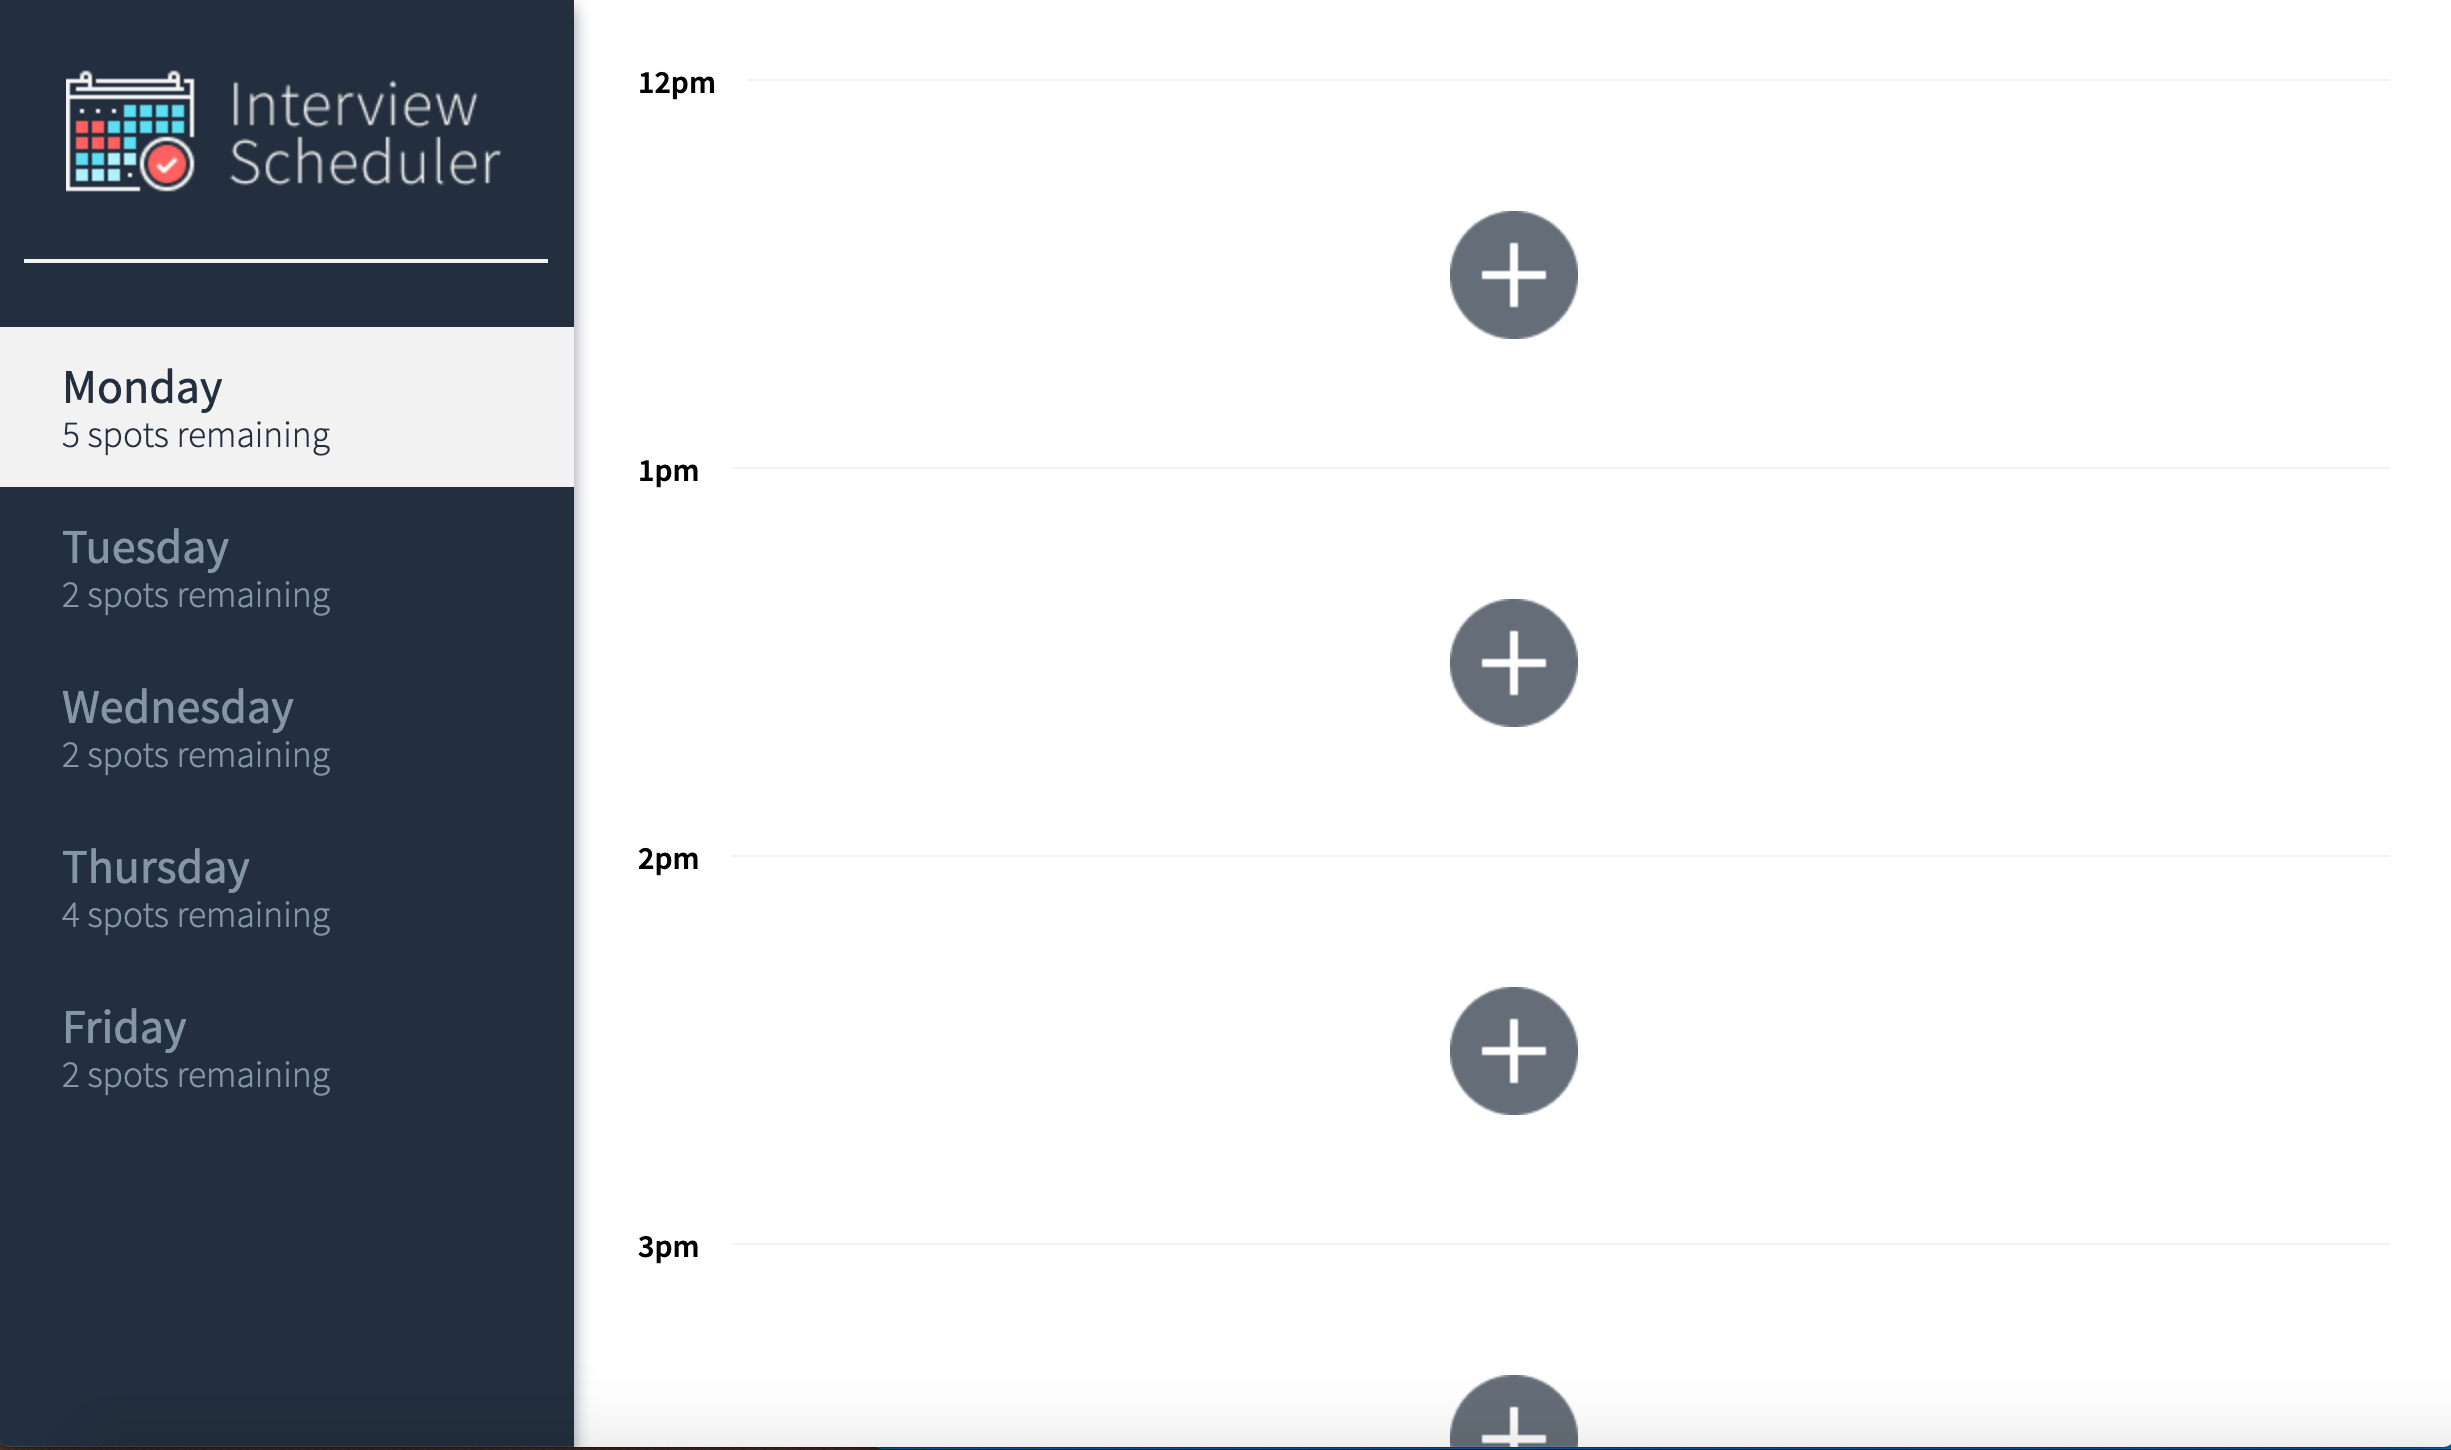 Interview
Scheduler
Monday
5 spots remaining
Tuesday
2 spots remaining
Wednesday
2 spots remaining
Thursday
4 spots remaining
Friday
2 spots remaining
12pm
1pm
2pm
3pm